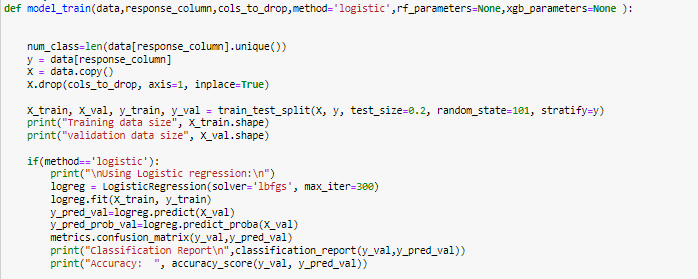 def model_train(data,response_column,cols_to_drop,method='logistic',rf_parameters=None,xgb_parameters=None ):
num_class=len(data[response_column].unique())
y = data[response_column]
X = data.copy()
X.drop(cols_to_drop, axis=1, inplace=True)
X_train, X_val, y_train, y_val = train_test_split(X, y, test_size=0.2, random_state=101, stratify=y)
print("Training data size", X_train.shape)
print("validation data size", X_val.shape)
if(method=='logistic'):
print("\nUsing Logistic regression:\n")
logreg = LogisticRegression(solver='lbfgs', max_iter=300)
logreg.fit(X_train, y_train)
y_pred_val=logreg.predict(X_val)
y_pred_prob_val=logreg.predict_proba(X_val)
metrics.confusion_matrix(y_val,y_pred_val)
print("Classification Report\n",classification_report(y_val,y_pred_val))
print("Accuracy:  ", accuracy_score(y_val, y_pred_val))